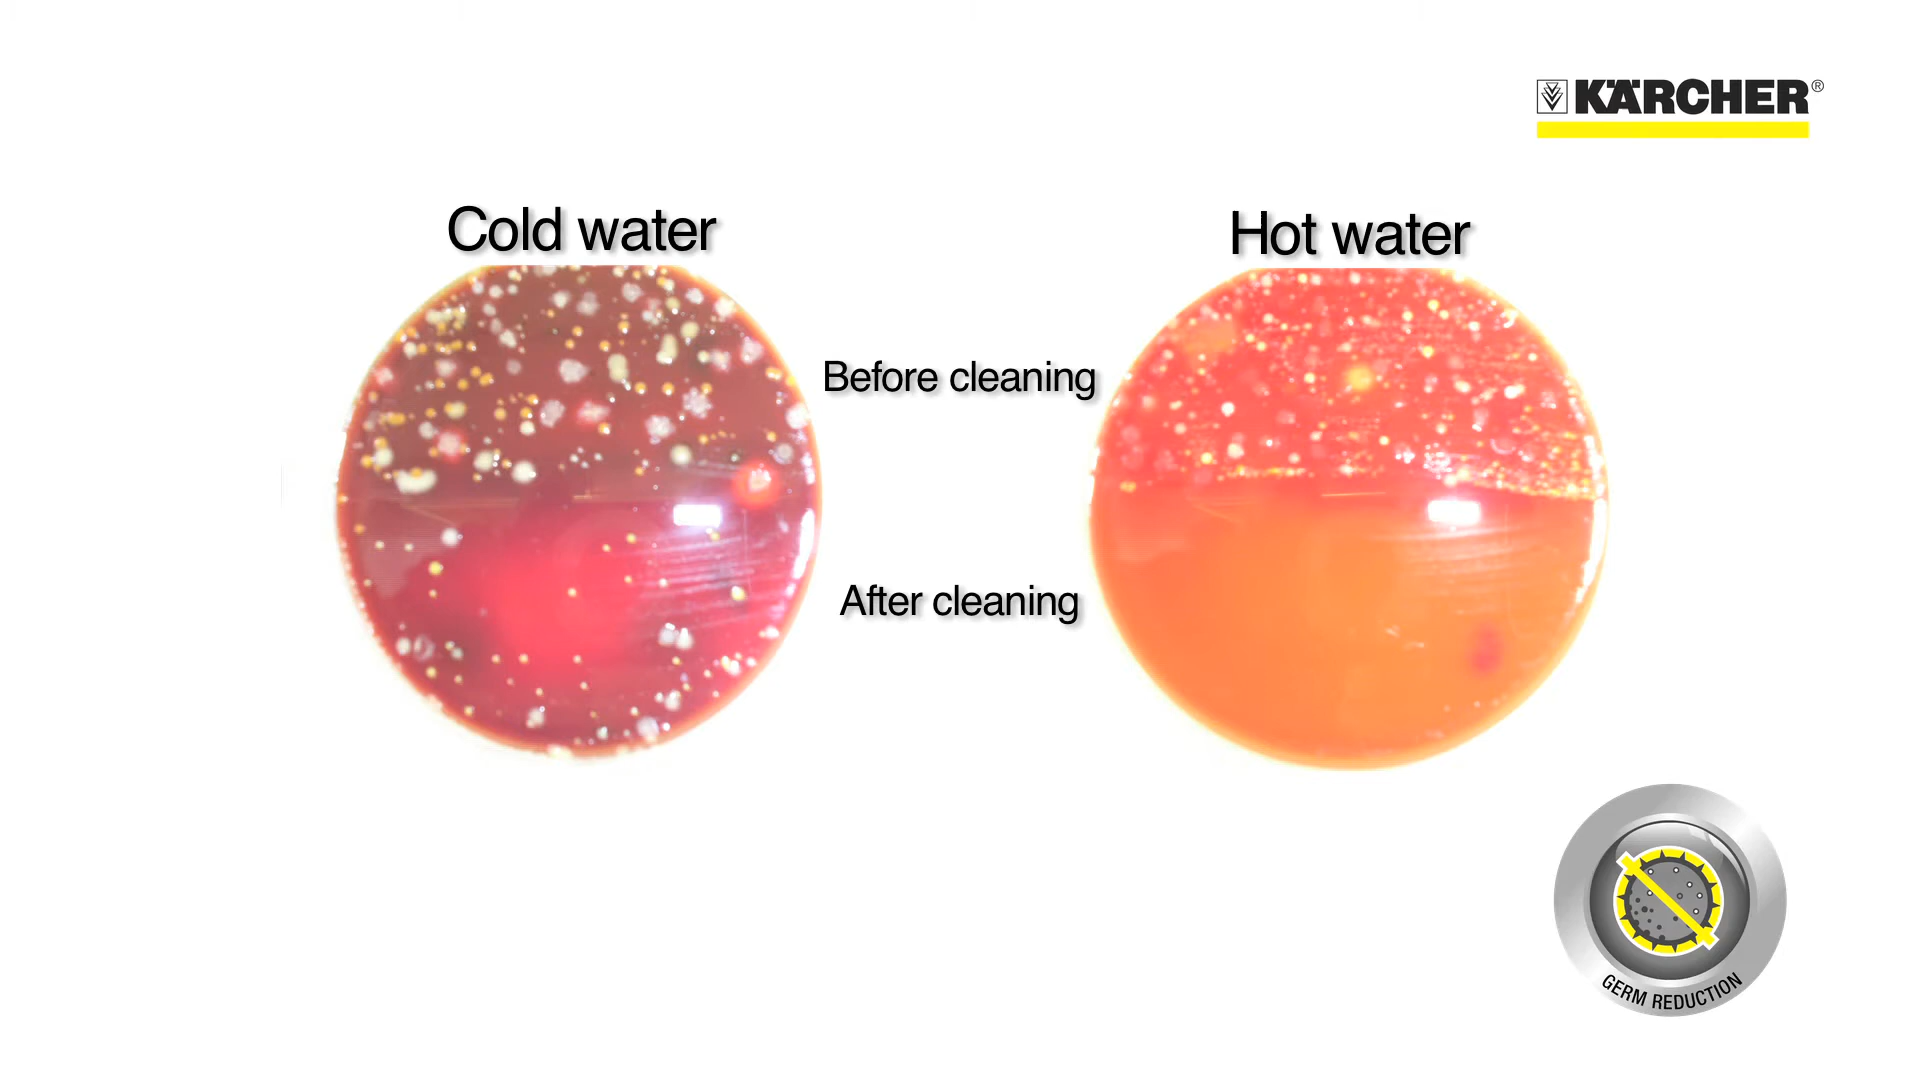 KÄRCHER®
Cold water
Hot water
Before cleaning
After cleaning
GERM REDUCTION